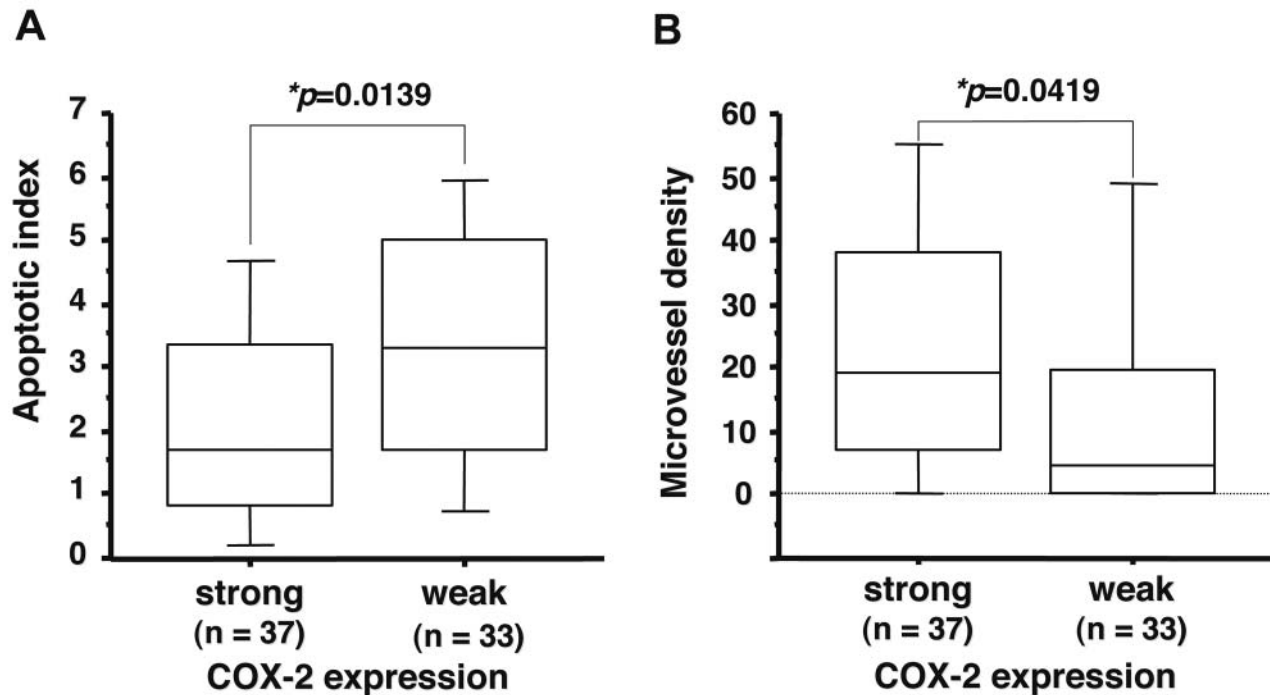 A
*p=0.0139
7
6
5
4
3
2
1
0
Apoptotic index
strong
(n = 37)
weak
(n = 33)
COX-2 expression
B
*p=0.0419
60
50
40
30
20
10
0
Microvessel density
strong
(n = 37)
weak
(n = 33)
COX-2 expression